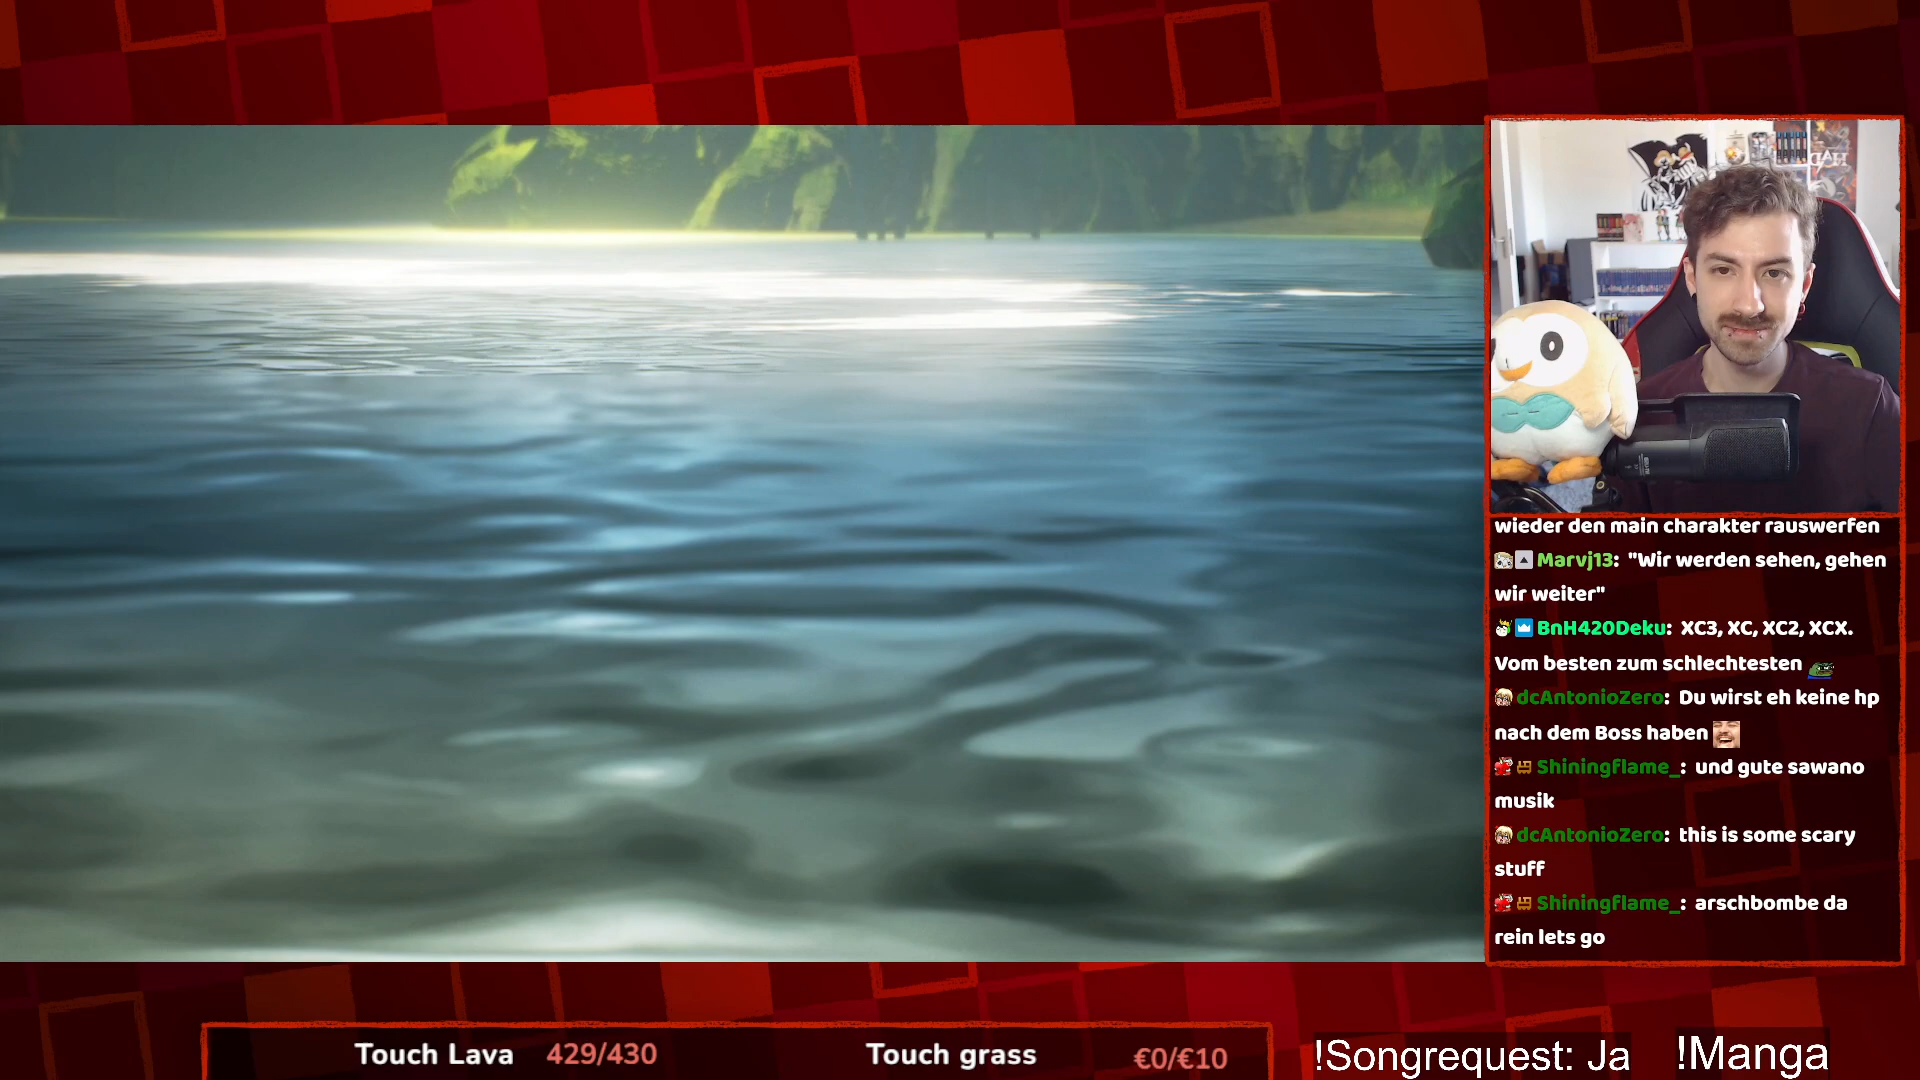 wieder den main charakter rauswerfen
Marvj13: "Wir werden sehen, gehen
wir weiter"
BnH420Deku: XC3, XC, XC2, XCX.
Vom besten zum schlechtesten
dcAntonioZero: Du wirst eh keine hp
nach dem Boss haben
Shiningflame_: und gute sawano
musik
dcAntonioZero: this is some scary
stuff
Shiningflame_: arschbombe da
rein lets go
Touch Lava 429/430 Touch grass €0/€10 !Songrequest: Ja !Manga